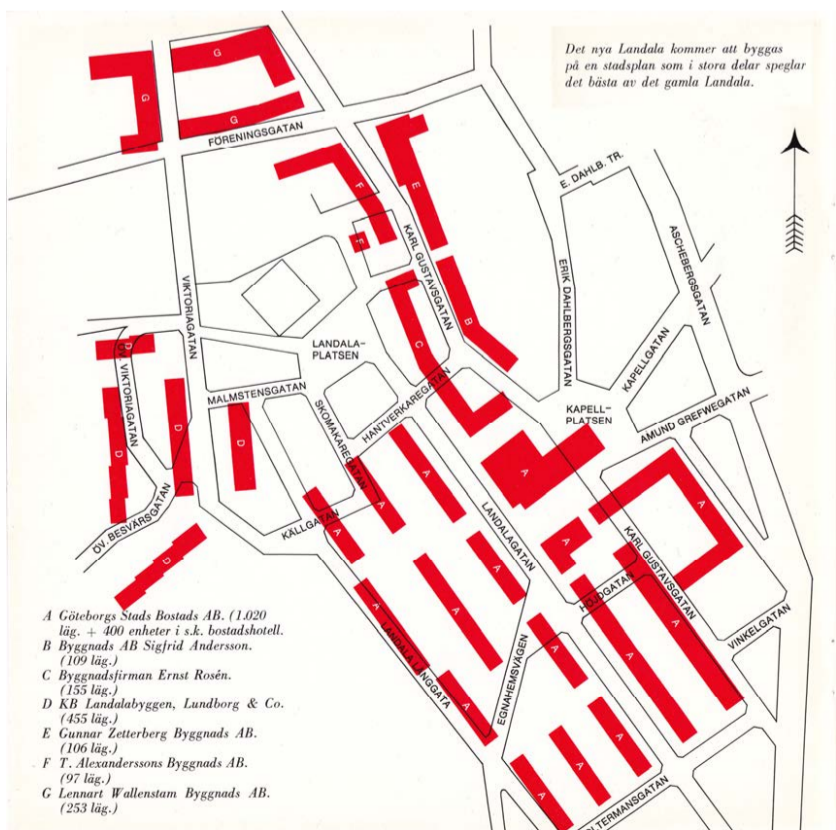 Det nya Landala kommer att byggas
på en stadsplan som i stora delar speglar
det bästa av det gamla Landala.
G
G
G
FÖRENINGSGATAN
E. DAHLB. TR.
F
E
F
KARL GUSTAVSGATAN
ASCHEBERGSGATAN
VIKTORIAGATAN
ERIK DAHLBERGSGATAN
B
C
LANDALA-
PLATSEN
KAPELLGATAN
D
ÖV. VIKTORIAGATAN
MALMSTENSGATAN
HANTVERKAREGATAN
SKOMAKAREGATAN
KAPELL-
PLATSEN
AMUND GREFWEGATAN
D
D
D
A
A
A
A
LANDALAGATAN
KÄLLGATAN
A
ÖV. BESVÄRSGATAN
KARL GUSTAVSGATAN
A
A
D
HÖJDGATAN
A
A
VINKELGATAN
LANDALA LÅNGGATA
A
A
A
A
A
EGNAHEMSVÄGEN
A
A
A
LTERMANSGATAN
A Göteborgs Stads Bostads AB. (1.020
läg. + 400 enheter i s.k. bostadshotell.
B Byggnads AB Sigfrid Andersson.
(109 läg.)
C Byggnadsfirman Ernst Rosén.
(155 läg.)
D KB Landalabyggen, Lundborg & Co.
(455 läg.)
E Gunnar Zetterberg Byggnads AB.
(106 läg.)
F T. Alexanderssons Byggnads AB.
(97 läg.)
G Lennart Wallenstam Byggnads AB.
(253 läg.)